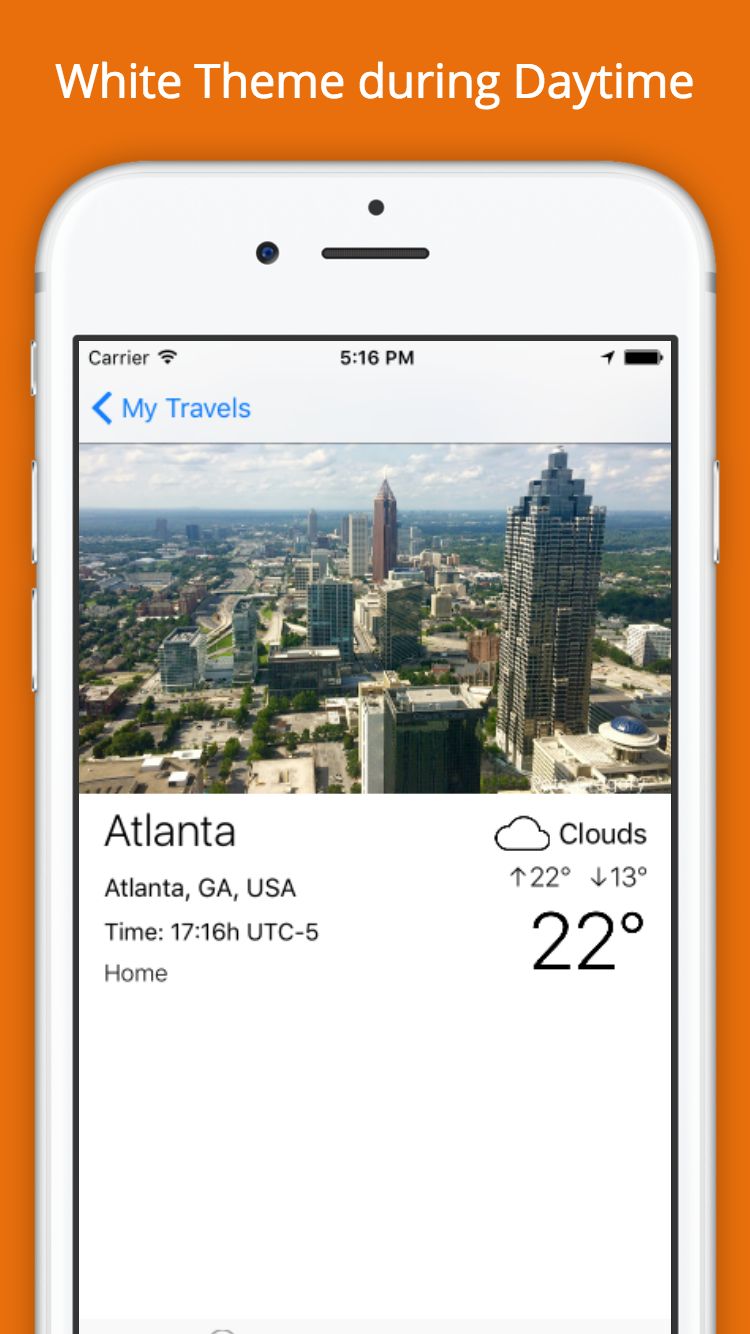 White Theme during Daytime
Carrier 5:16 PM
My Travels
Atlanta
Clouds
↑22° ↓13°
Atlanta, GA, USA
22°
Time: 17:16h UTC-5
Home